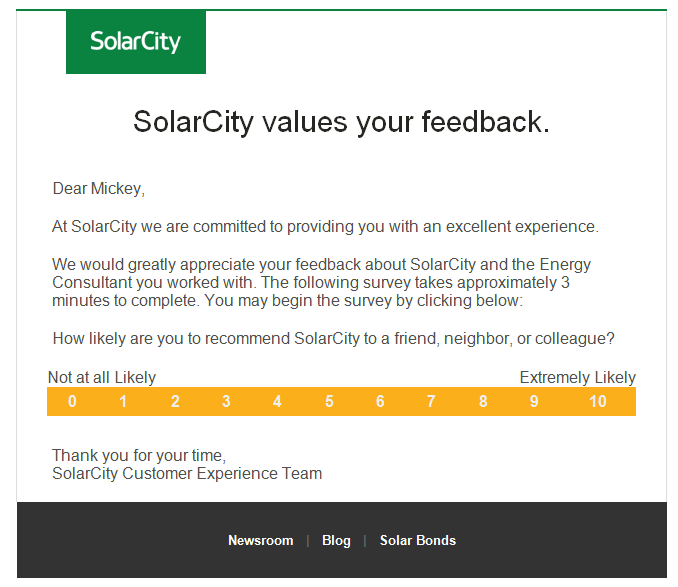 SolarCity
SolarCity values your feedback.
Dear Mickey,
At SolarCity we are committed to providing you with an excellent experience.
We would greatly appreciate your feedback about SolarCity and the Energy
Consultant you worked with. The following survey takes approximately 3
minutes to complete. You may begin the survey by clicking below:
How likely are you to recommend SolarCity to a friend, neighbor, or colleague?
Not at all Likely Extremely Likely
0 1 2 3 4 5 6 7 8 9 10
Thank you for your time,
SolarCity Customer Experience Team
Newsroom | Blog | Solar Bonds